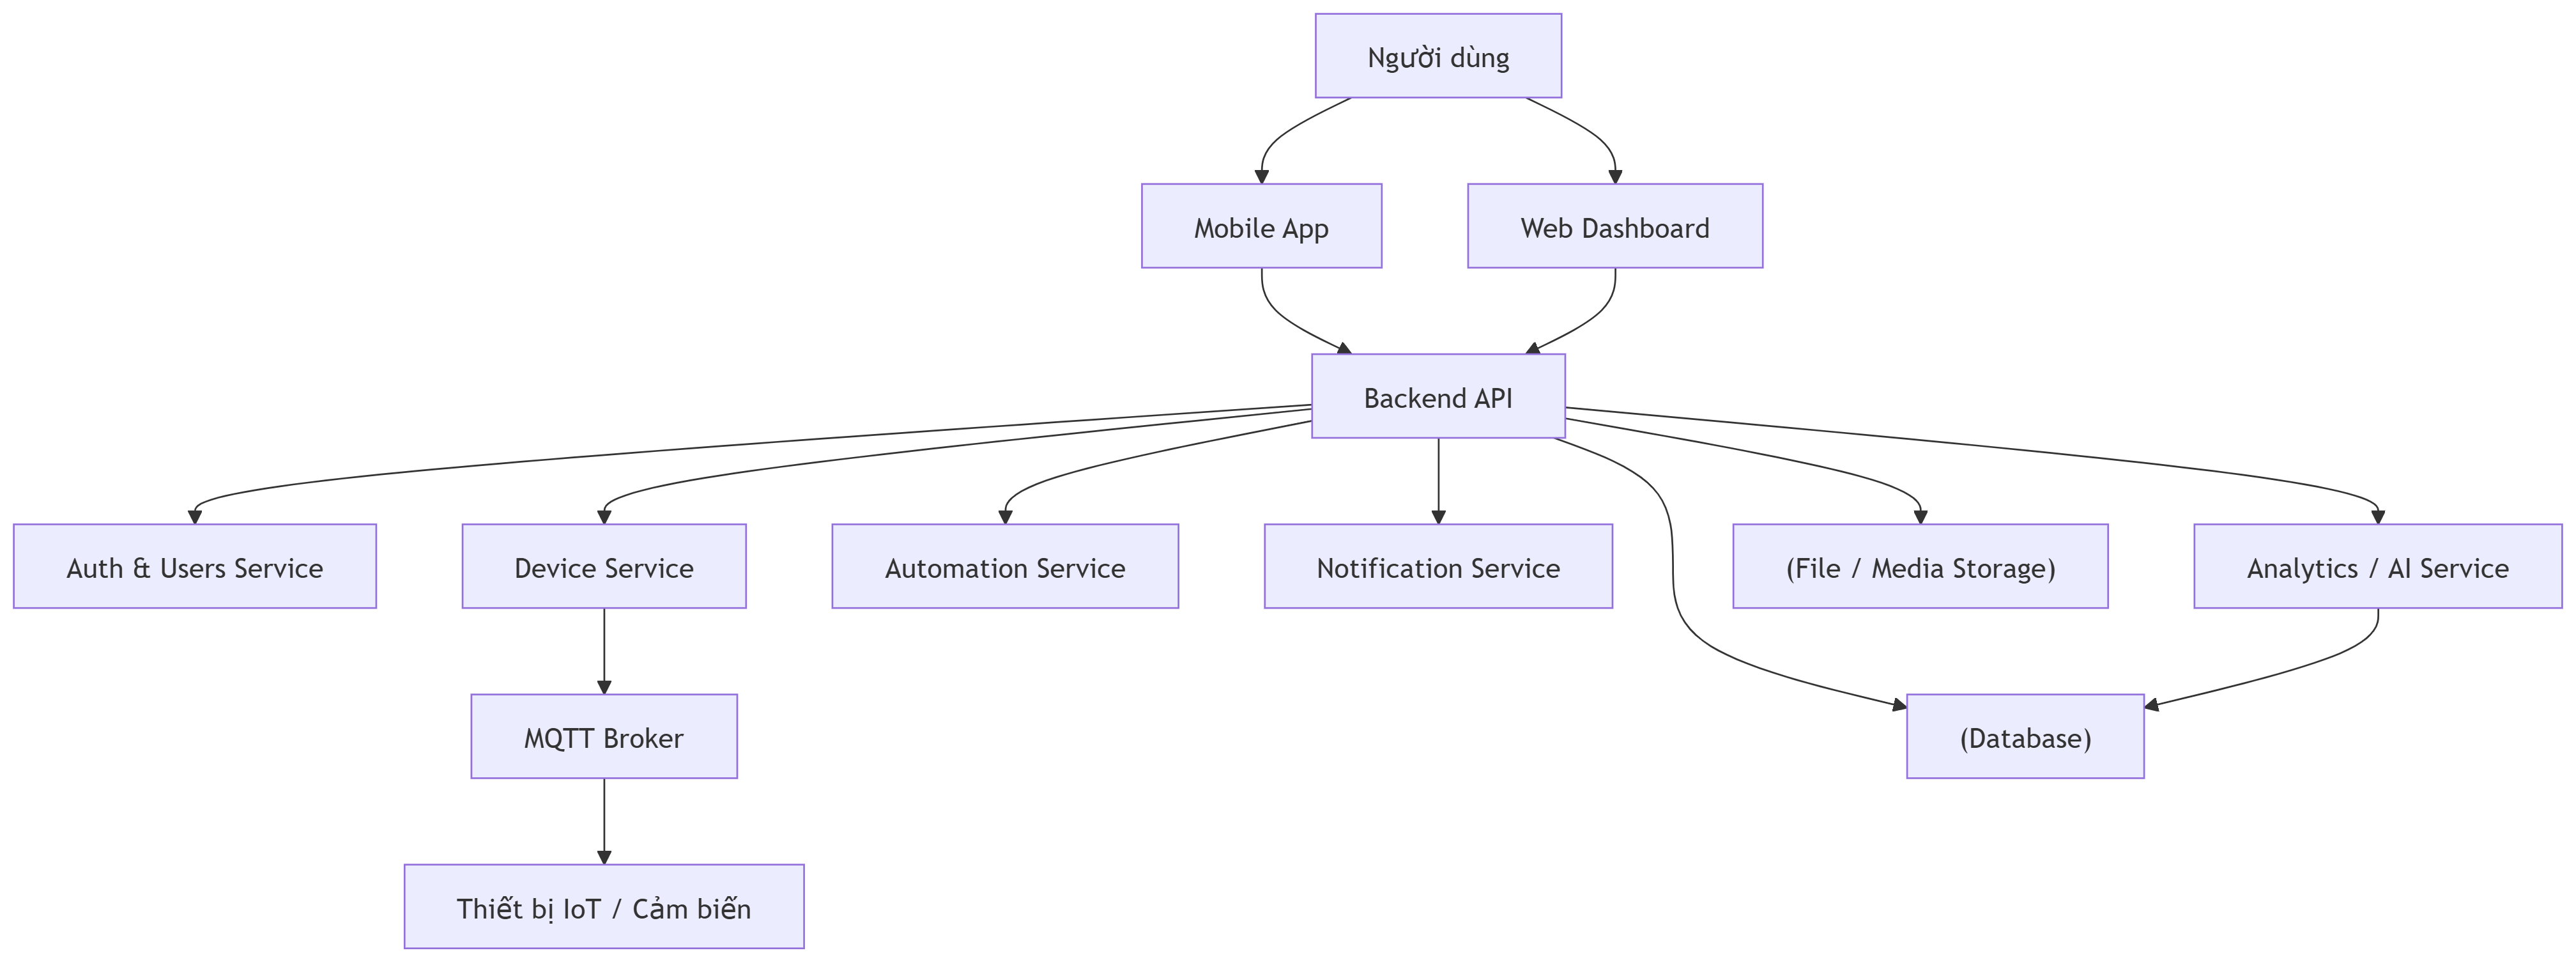 Người dùng
Mobile App
Web Dashboard
Backend API
Auth & Users Service
Device Service
Automation Service
Notification Service
(File / Media Storage)
Analytics / AI Service
MQTT Broker
(Database)
Thiết bị IoT / Cảm biến